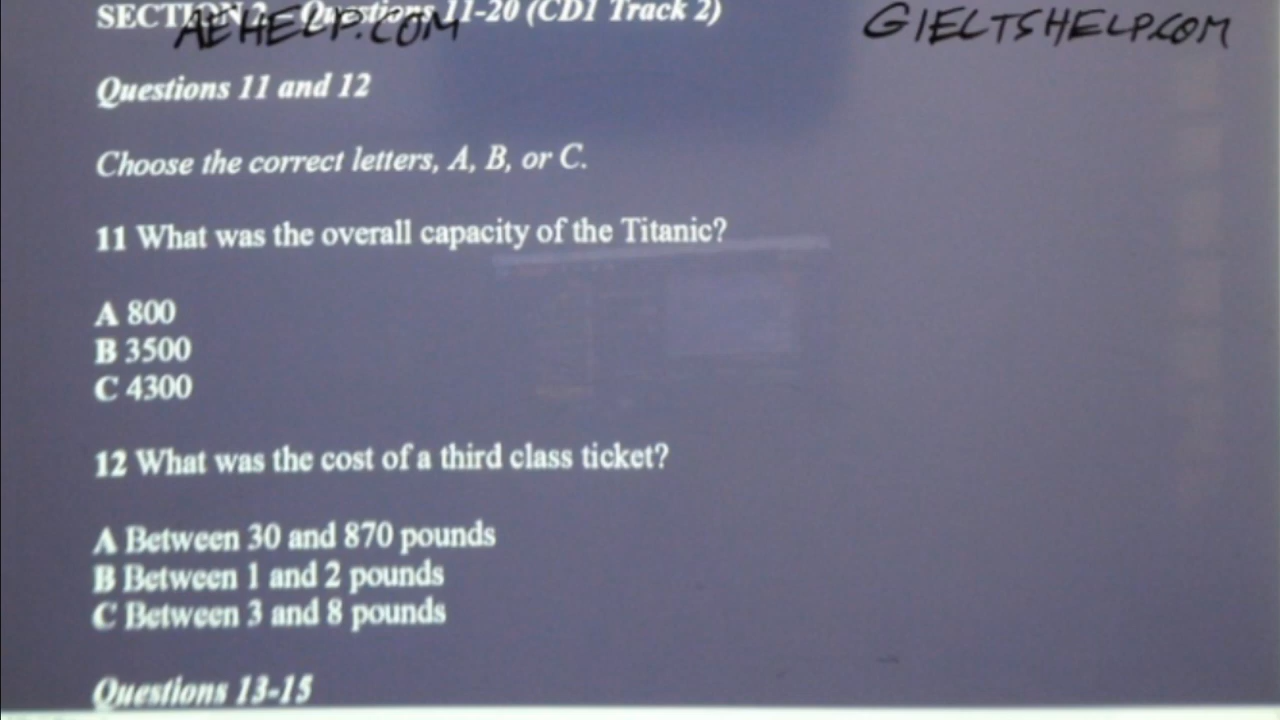 SECTION 2 Questions 11-20 (CD1 Track 2)
AEHELP.COM
GIELTSHELP.COM
Questions 11 and 12
Choose the correct letters, A, B, or C.
11 What was the overall capacity of the Titanic?
A 800
B 3500
C 4300
12 What was the cost of a third class ticket?
A Between 30 and 870 pounds
B Between 1 and 2 pounds
C Between 3 and 8 pounds
Questions 13-15